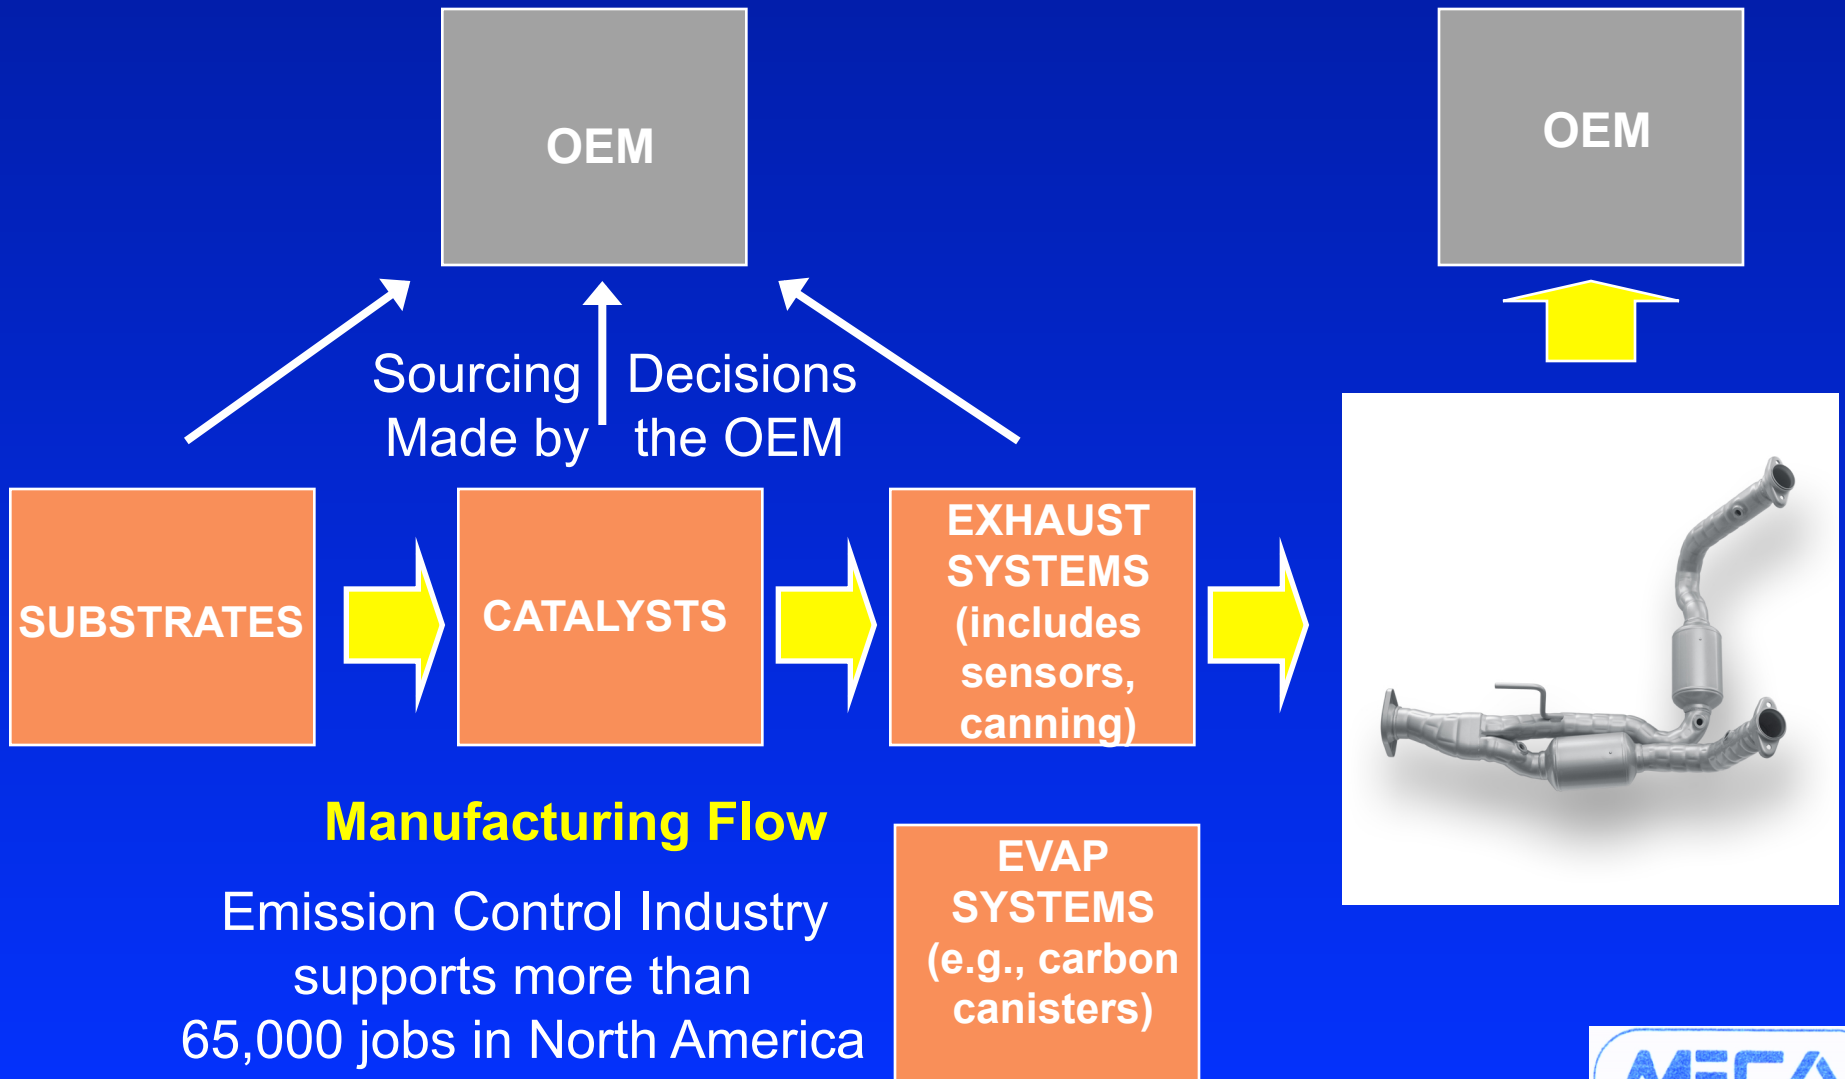 OEM
OEM
Sourcing Decisions
Made by the OEM
SUBSTRATES
CATALYSTS
EXHAUST
SYSTEMS
(includes
sensors,
canning)
Manufacturing Flow
Emission Control Industry
supports more than
65,000 jobs in North America
EVAP
SYSTEMS
(e.g., carbon
canisters)
MECA